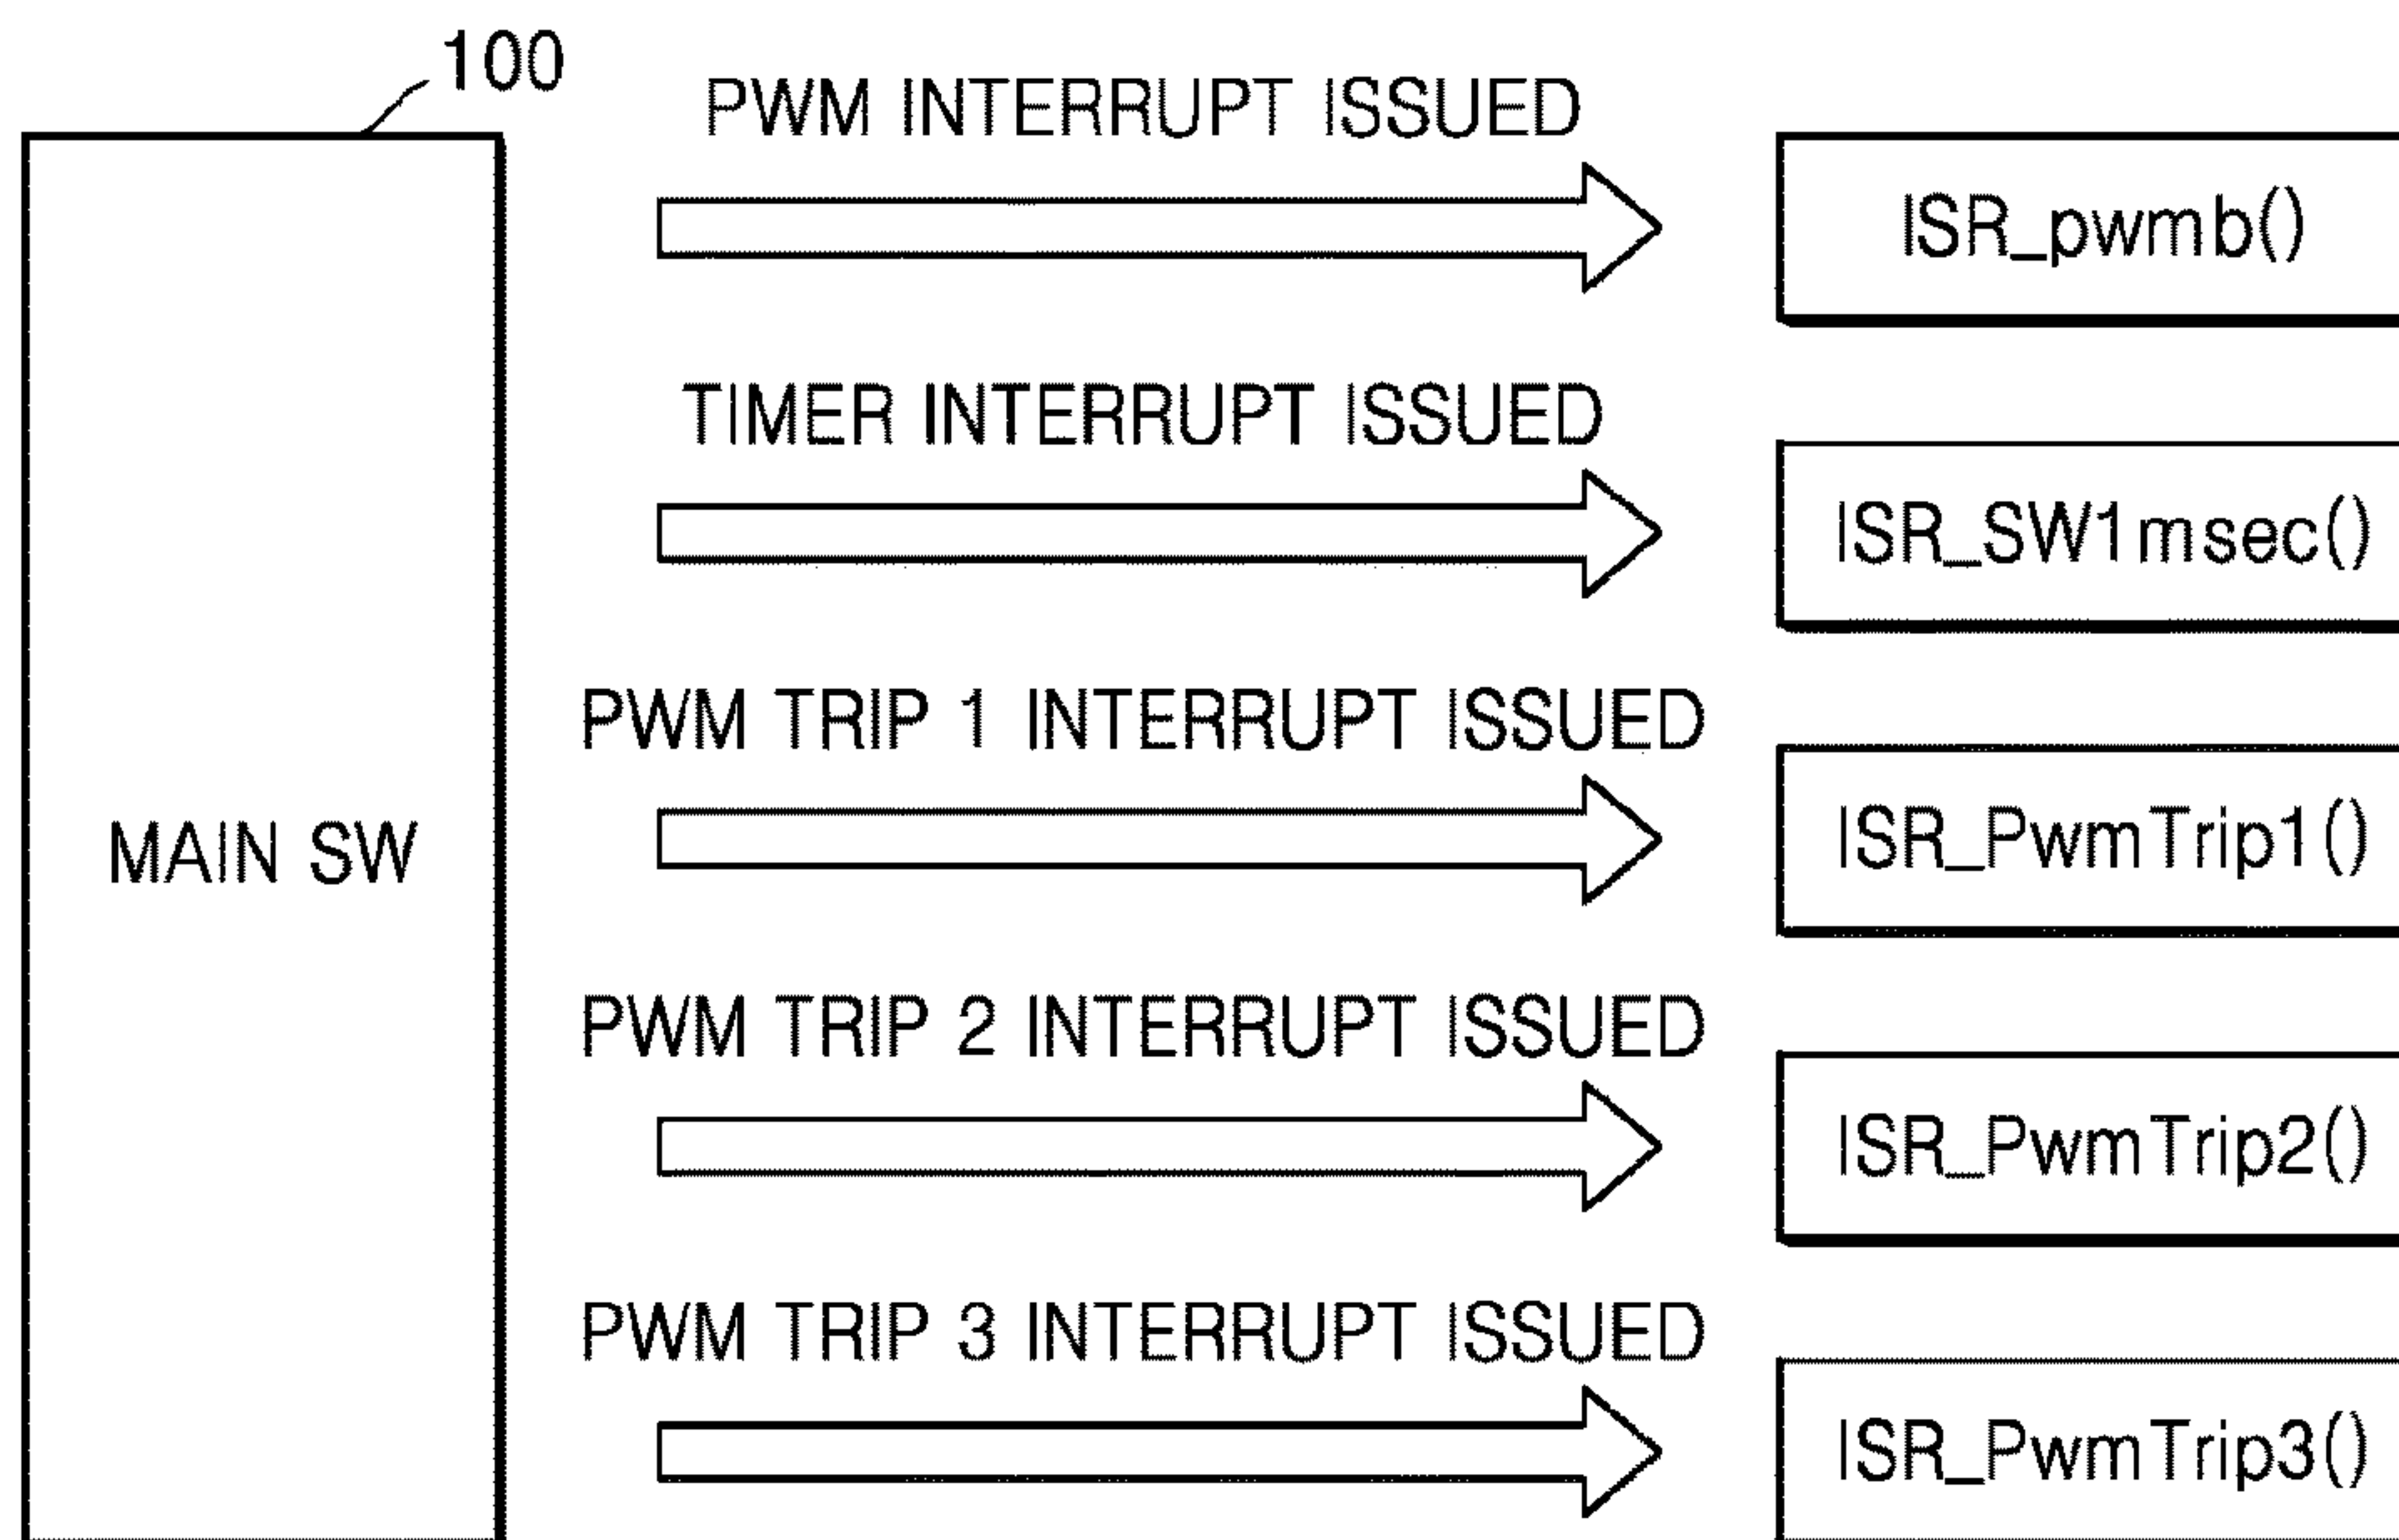 100
PWM INTERRUPT ISSUED
ISR_pwmb()
TIMER INTERRUPT ISSUED
ISR_SW1msec()
PWM TRIP 1 INTERRUPT ISSUED
MAIN SW
ISR_PwmTrip1()
PWM TRIP 2 INTERRUPT ISSUED
ISR_PwmTrip2()
PWM TRIP 3 INTERRUPT ISSUED
ISR_PwmTrip3()